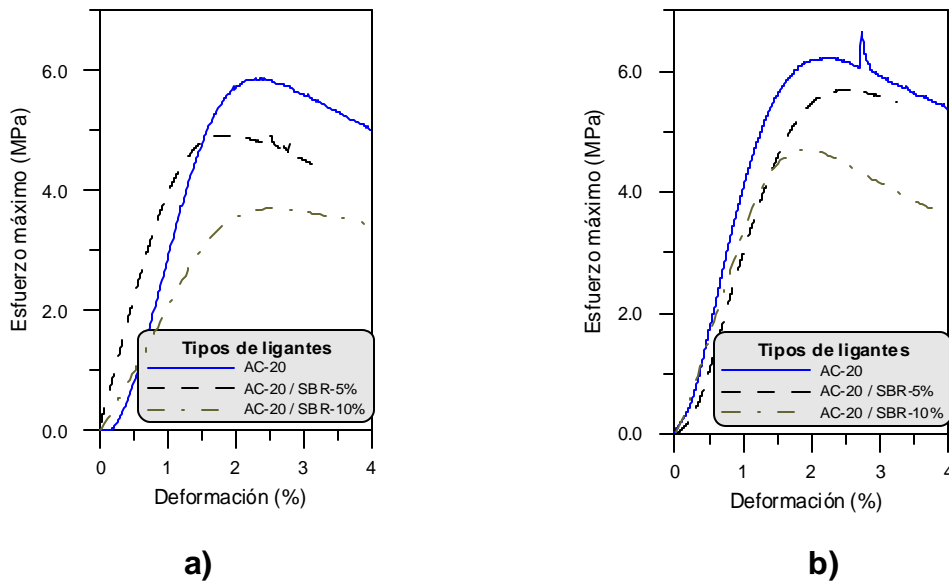 Esfuerzo máximo (MPa)
6.0
4.0
2.0
0.0
Tipos de ligantes
AC-20
AC-20 / SBR-5%
AC-20 / SBR-10%
0 1 2 3 4
Deformación (%)
a)
Esfuerzo máximo (MPa)
6.0
4.0
2.0
0.0
Tipos de ligantes
AC-20
AC-20 / SBR-5%
AC-20 / SBR-10%
0 1 2 3 4
Deformación (%)
b)